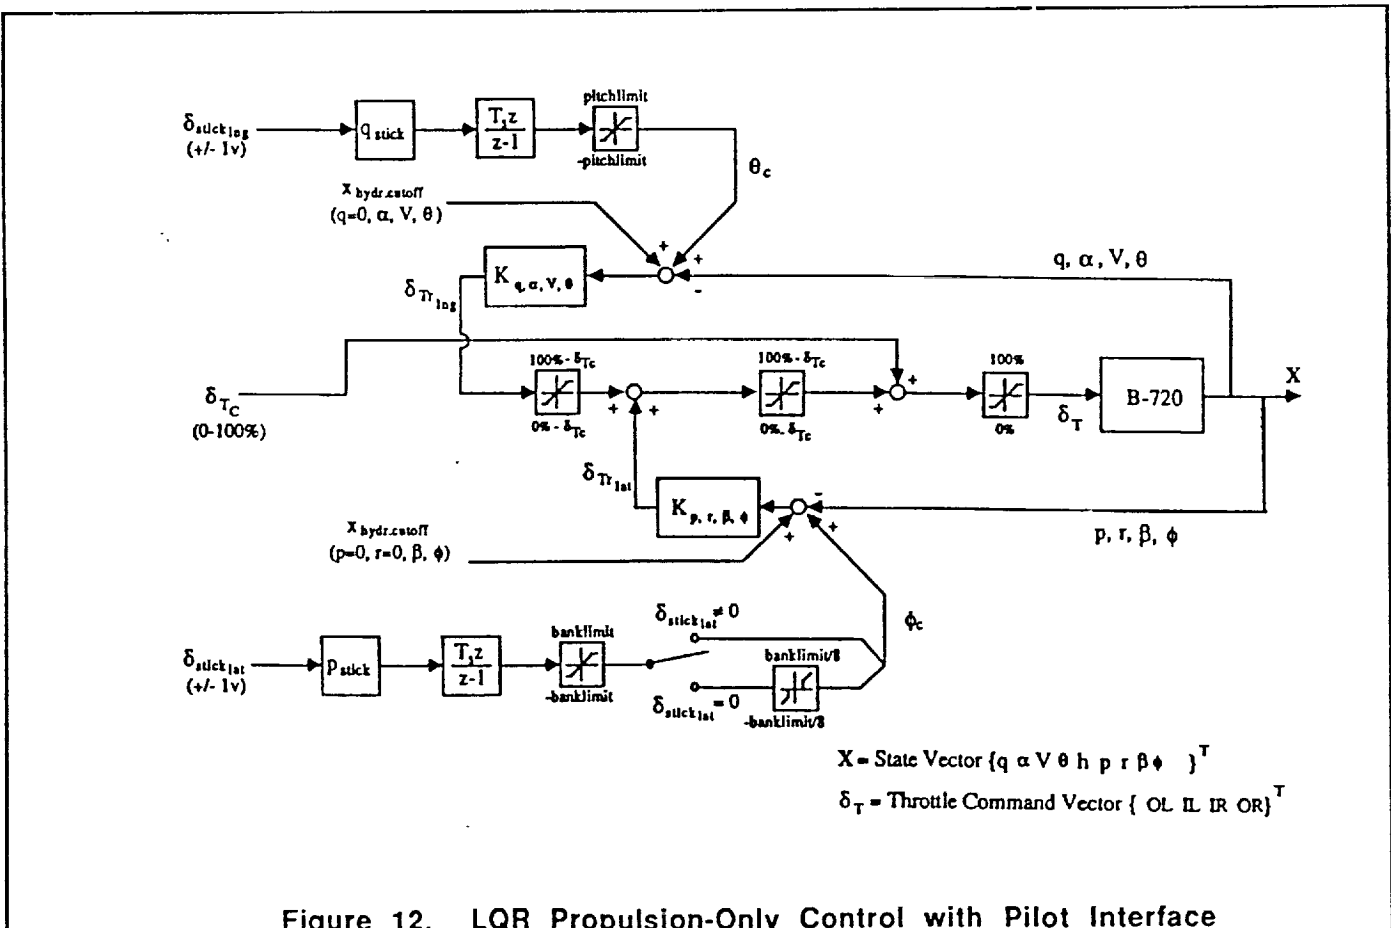 pitchlimit
δstick lng
(+/- 1v)
q stick
T,z
z-1
-pitchlimit
θc
x hydr.cutoff
(q=0, α, V, θ)
+
+
-
q, α, V, θ
K q, α, V, θ
δTr lng
100% - δTc
100% - δTc
100%
X
δTC
(0-100%)
+
+
+
+
B-720
δT
0% - δTc
0% - δTc
0%
δTr lat
K p, r, β, ϕ
-
+
+
p, r, β, ϕ
x hydr.cutoff
(p=0, r=0, β, ϕ)
δstick lat ≠ 0
ϕc
banklimit
δstick lat
(+/- 1v)
p stick
T,z
z-1
-banklimit
banklimit/8
δstick lat = 0
-banklimit/8
X = State Vector {q α V θ h p r β ϕ }T
δT = Throttle Command Vector { OL IL IR OR}T
Figure 12. LQR Propulsion-Only Control with Pilot Interface